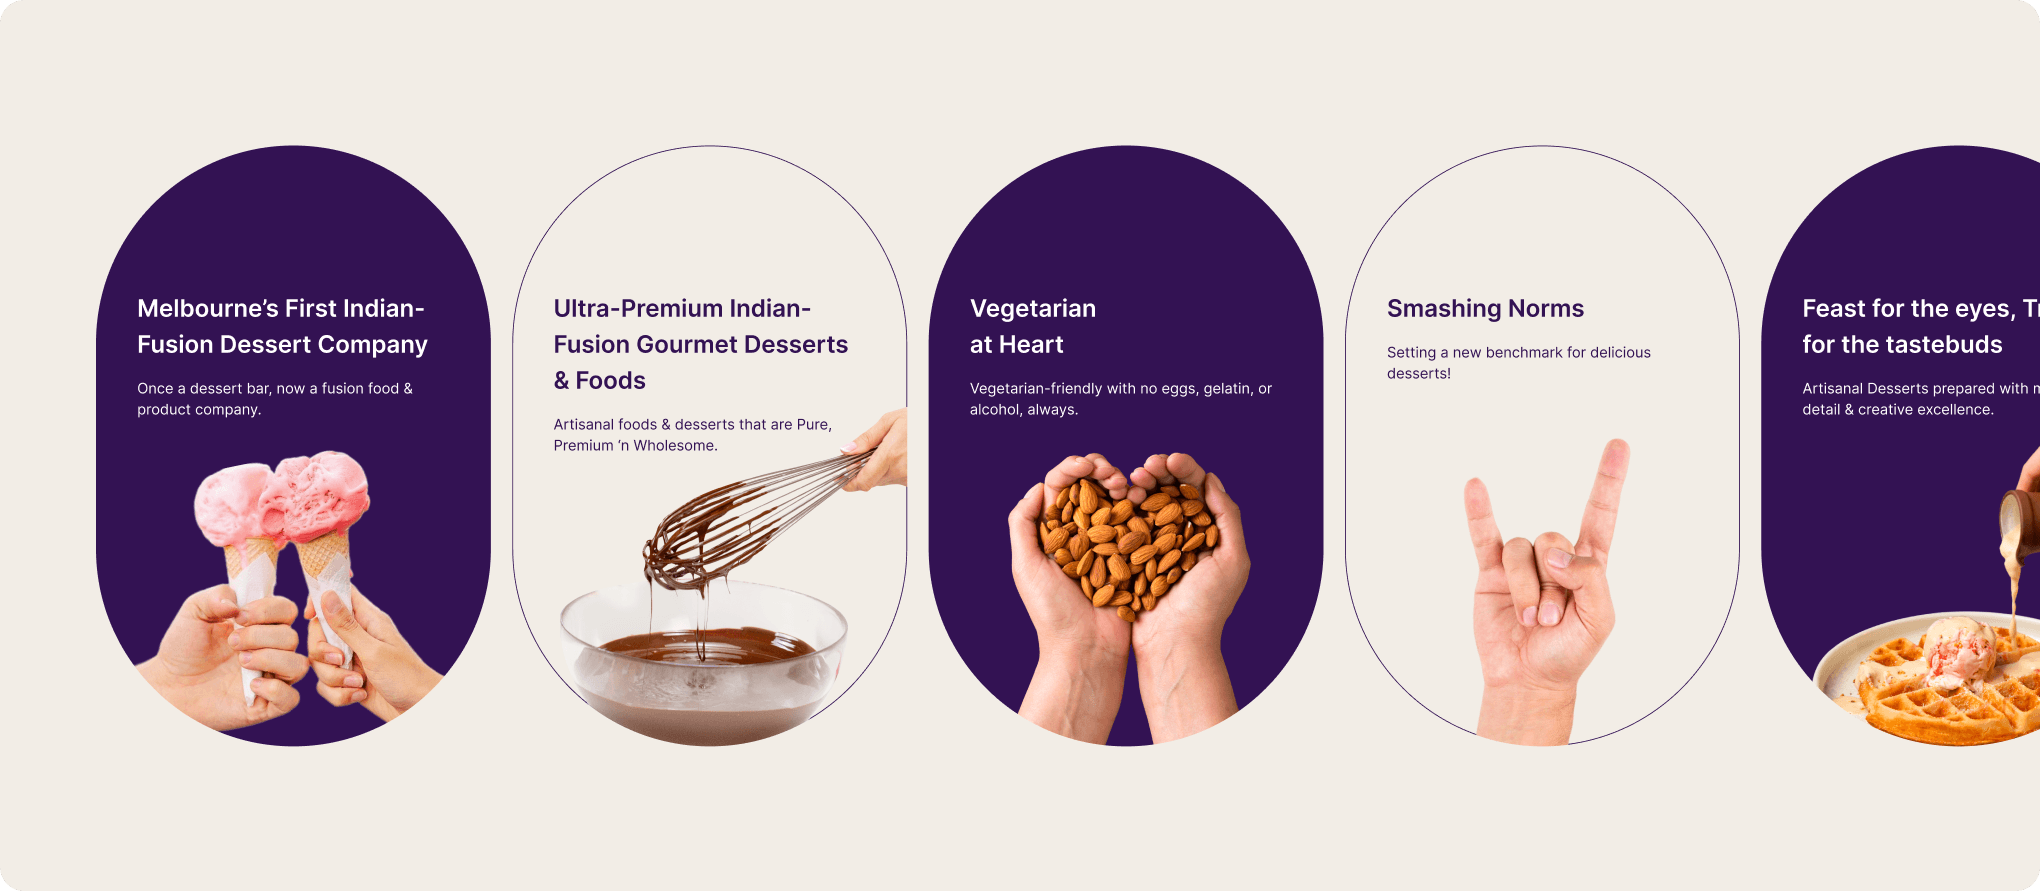 Melbourne’s First Indian-
Fusion Dessert Company
Once a dessert bar, now a fusion food &
product company.
Ultra-Premium Indian-
Fusion Gourmet Desserts
& Foods
Artisanal foods & desserts that are Pure,
Premium ‘n Wholesome.
Vegetarian
at Heart
Vegetarian-friendly with no eggs, gelatin, or
alcohol, always.
Smashing Norms
Setting a new benchmark for delicious
desserts!
Feast for the eyes,
for the tastebuds
Artisanal Desserts prepared with
detail & creative excellence.